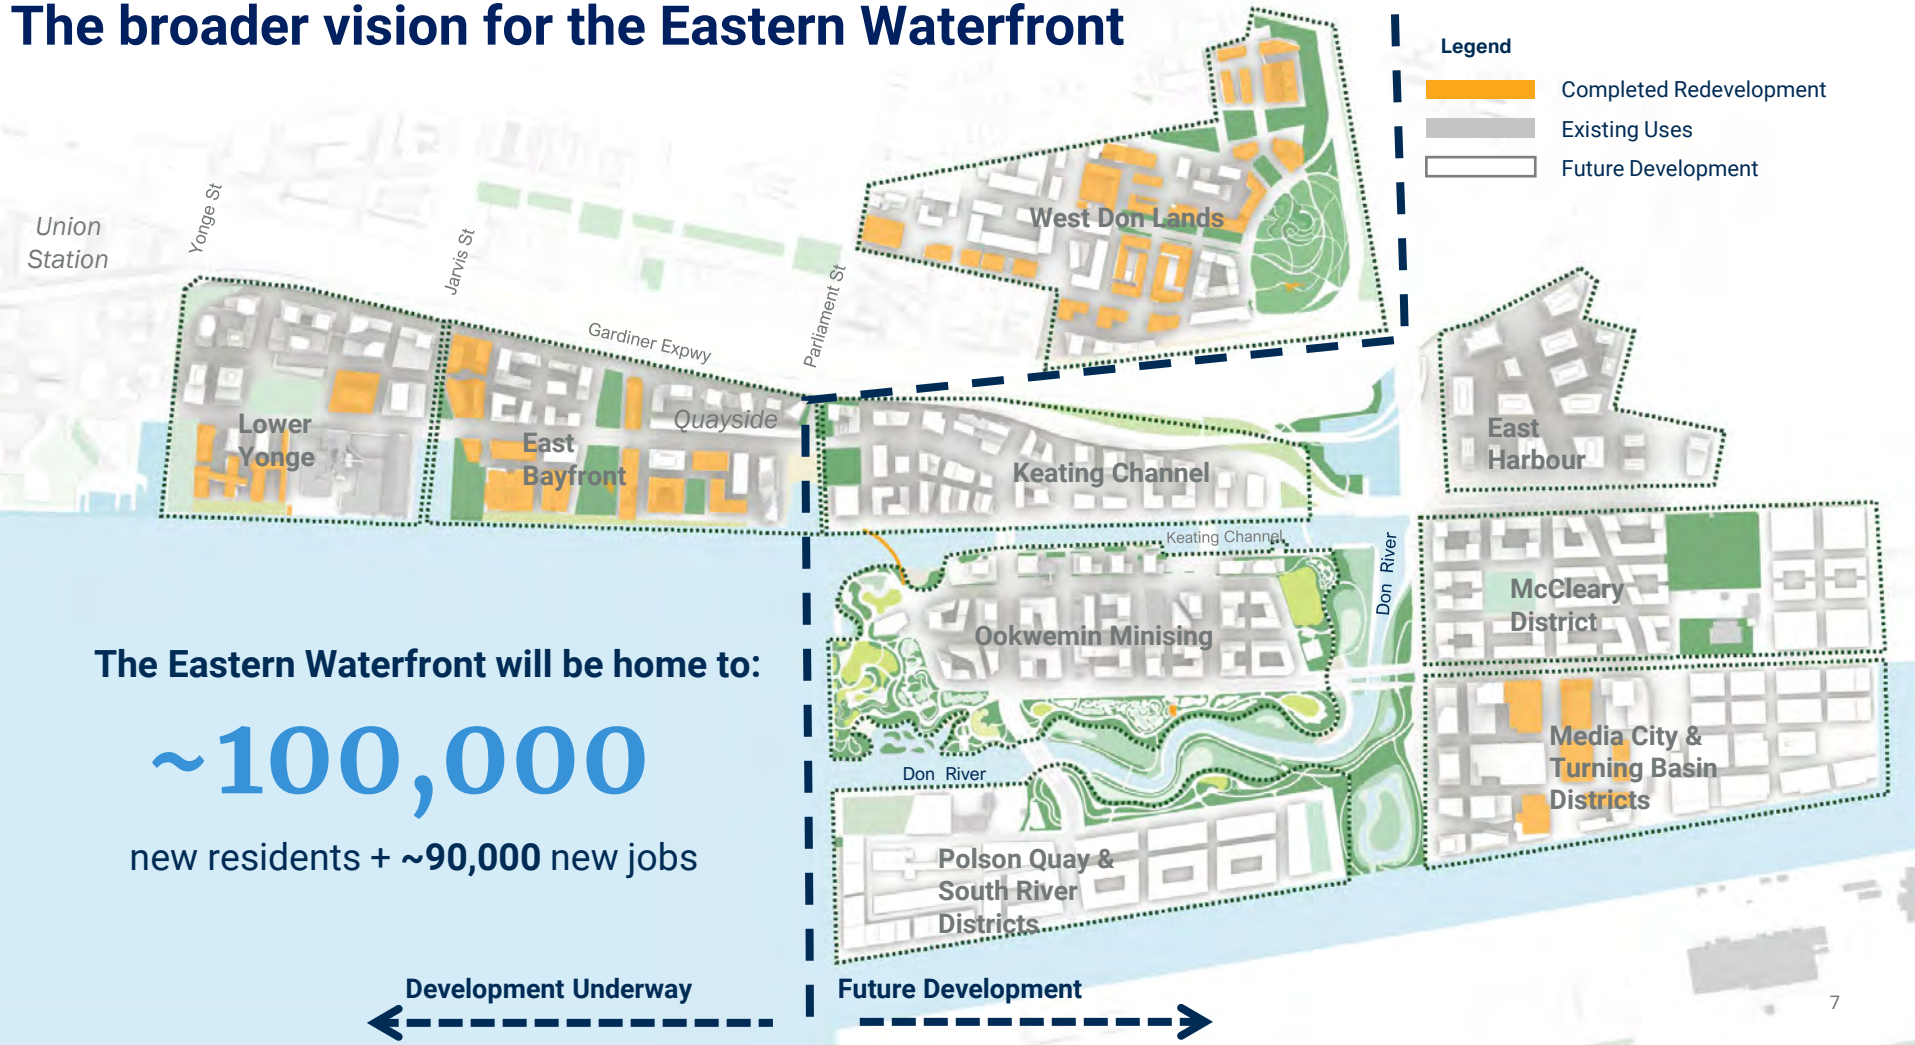 The broader vision for the Eastern Waterfront
Legend
Completed Redevelopment
Existing Uses
Future Development
Union
Station
Yonge St
Jarvis St
Gardiner Expwy
Parliament St
West Don Lands
Lower
Yonge
East
Bayfront
Quayside
Keating Channel
East
Harbour
Keating Channel
Don River
Ookwemin Minising
McCleary
District
Don River
Media City &
Turning Basin
Districts
Polson Quay &
South River
Districts
The Eastern Waterfront will be home to:
~100,000
new residents + ~90,000 new jobs
Development Underway
Future Development
7